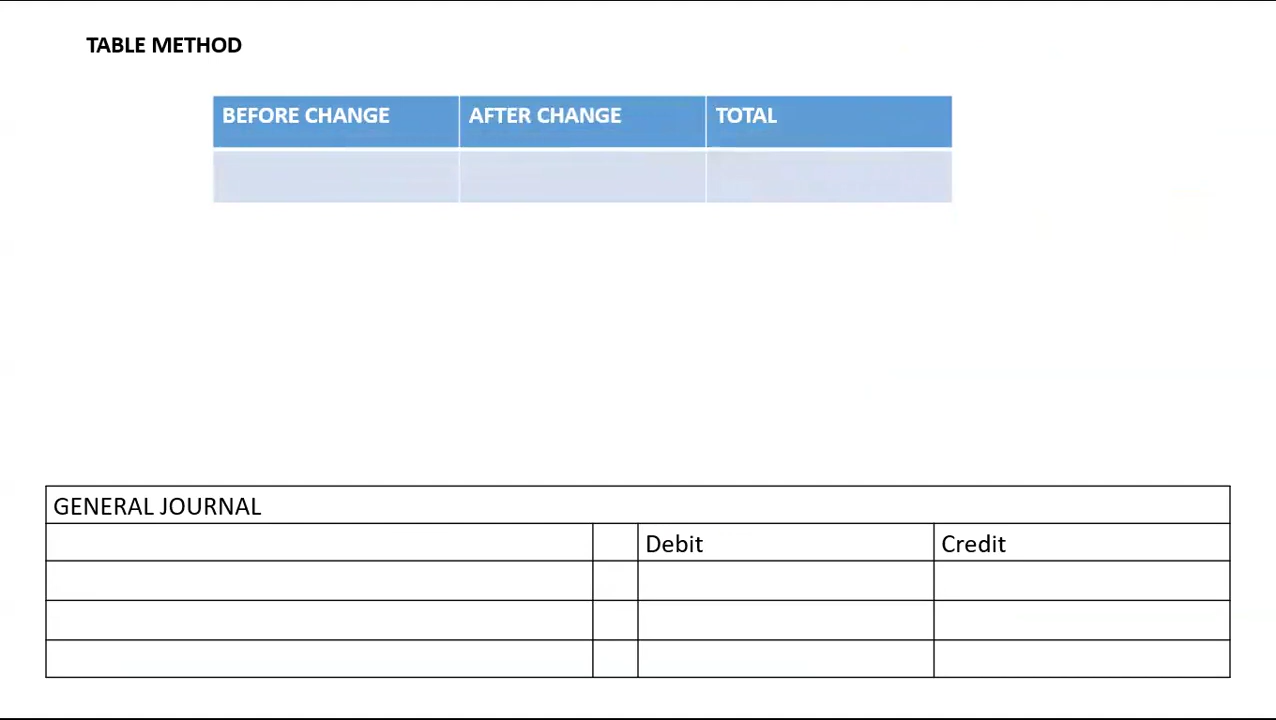 TABLE METHOD
BEFORE CHANGE AFTER CHANGE TOTAL
GENERAL JOURNAL
Debit Credit